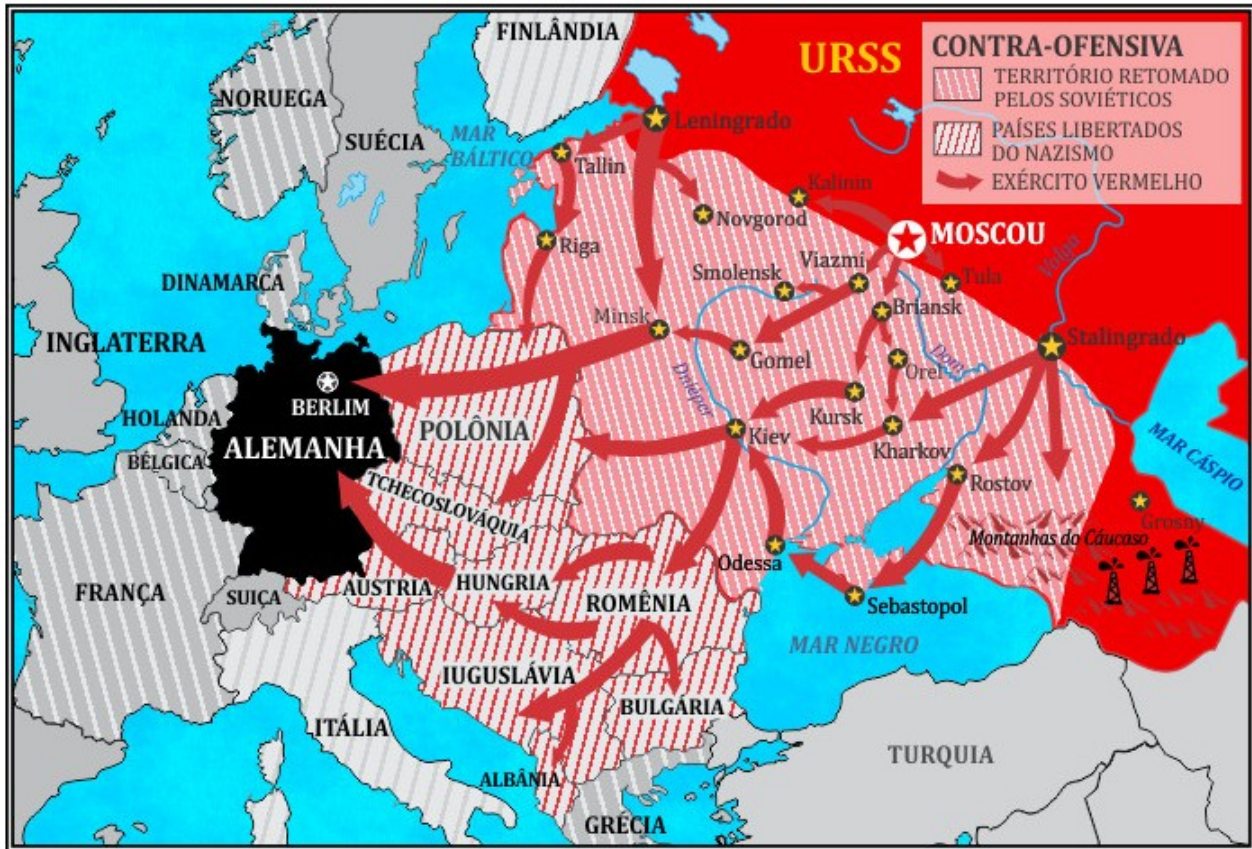 FINLÂNDIA
URSS
CONTRA-OFENSIVA
TERRITÓRIO RETOMADO
PELOS SOVIÉTICOS
PAÍSES LIBERTADOS
DO NAZISMO
EXÉRCITO VERMELHO
NORUEGA
SUÉCIA
MAR
BÁLTICO
Leningrado
Tallin
Kalinin
Novgorod
MOSCOU
Riga
Viazmi
Volga
DINAMARCA
Smolensk
Tula
Briansk
INGLATERRA
Minsk
Stalingrado
Gomel
Dom
Orel
Dniépor
BERLIM
HOLANDA
Kursk
POLÔNIA
Kiev
ALEMANHA
Kharkov
MAR CÁSPIO
BÉLGICA
TCHECOSLOVÁQUIA
Rostov
Grosny
Montanhas do Cáucaso
Odessa
FRANÇA
SUIÇA
AUSTRIA
HUNGRIA
ROMÊNIA
Sebastopol
MAR NEGRO
IUGUSLÁVIA
BULGÁRIA
ITÁLIA
TURQUIA
ALBÂNIA
GRÉCIA